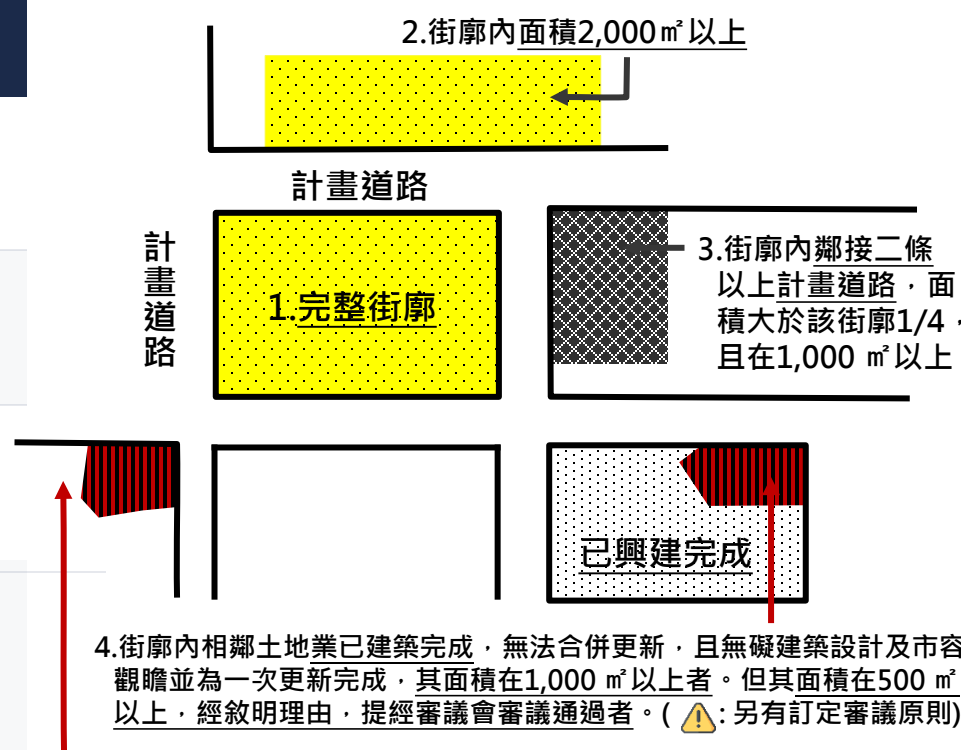 2.街廓內面積2,000㎡以上
計畫道路
計畫道路
1.完整街廓
3.街廓內鄰接二條
以上計畫道路，面
積大於該街廓1/4，
且在1,000 ㎡以上
已興建完成
4.街廓內相鄰土地業已建築完成，無法合併更新，且無礙建築設計及市容
觀瞻並為一次更新完成，其面積在1,000 ㎡以上者。但其面積在500 ㎡
以上，經敘明理由，提經審議會審議通過者。( ⚠: 另有訂定審議原則)